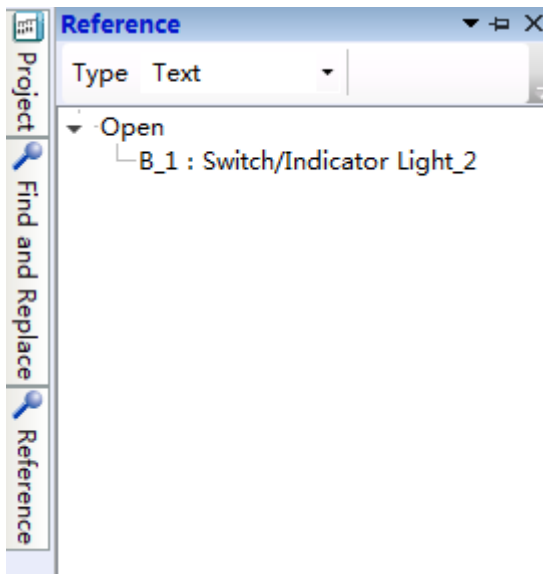 Reference
Type Text
Open
B_1 : Switch/Indicator Light_2
Project
Find and Replace
Reference